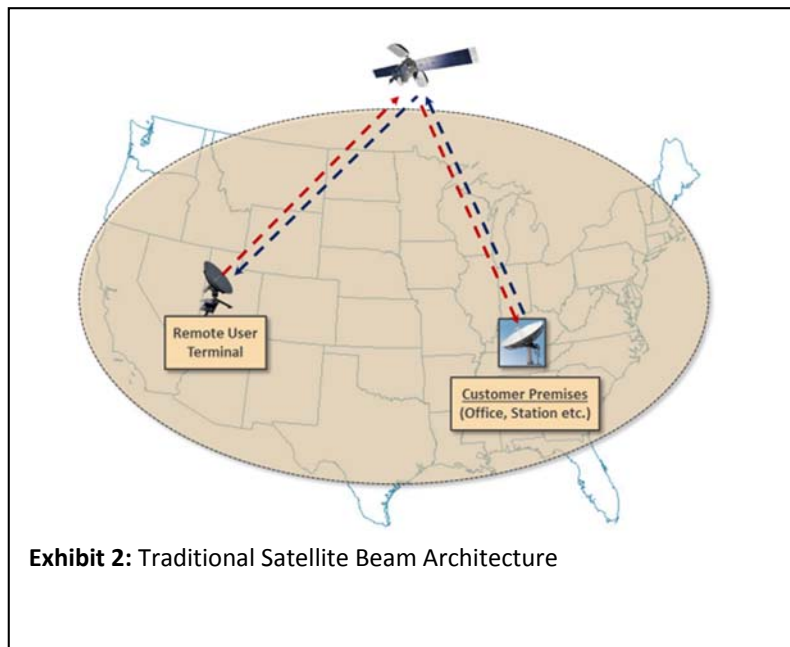 Remote User
Terminal
Customer Premises
(Office, Station etc.)
Exhibit 2: Traditional Satellite Beam Architecture